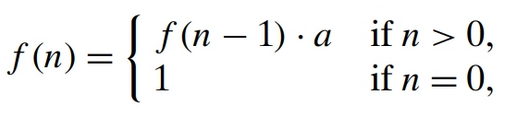 f(n) = { f(n − 1) · a if n > 0,
1 if n = 0,